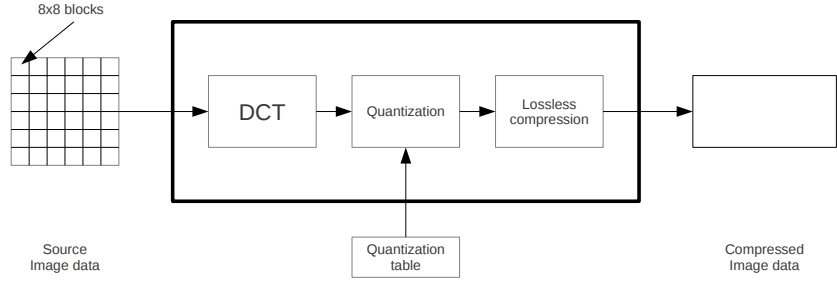 8x8 blocks
DCT
Quantization
Lossless
compression
Source
Image data
Quantization
table
Compressed
Image data